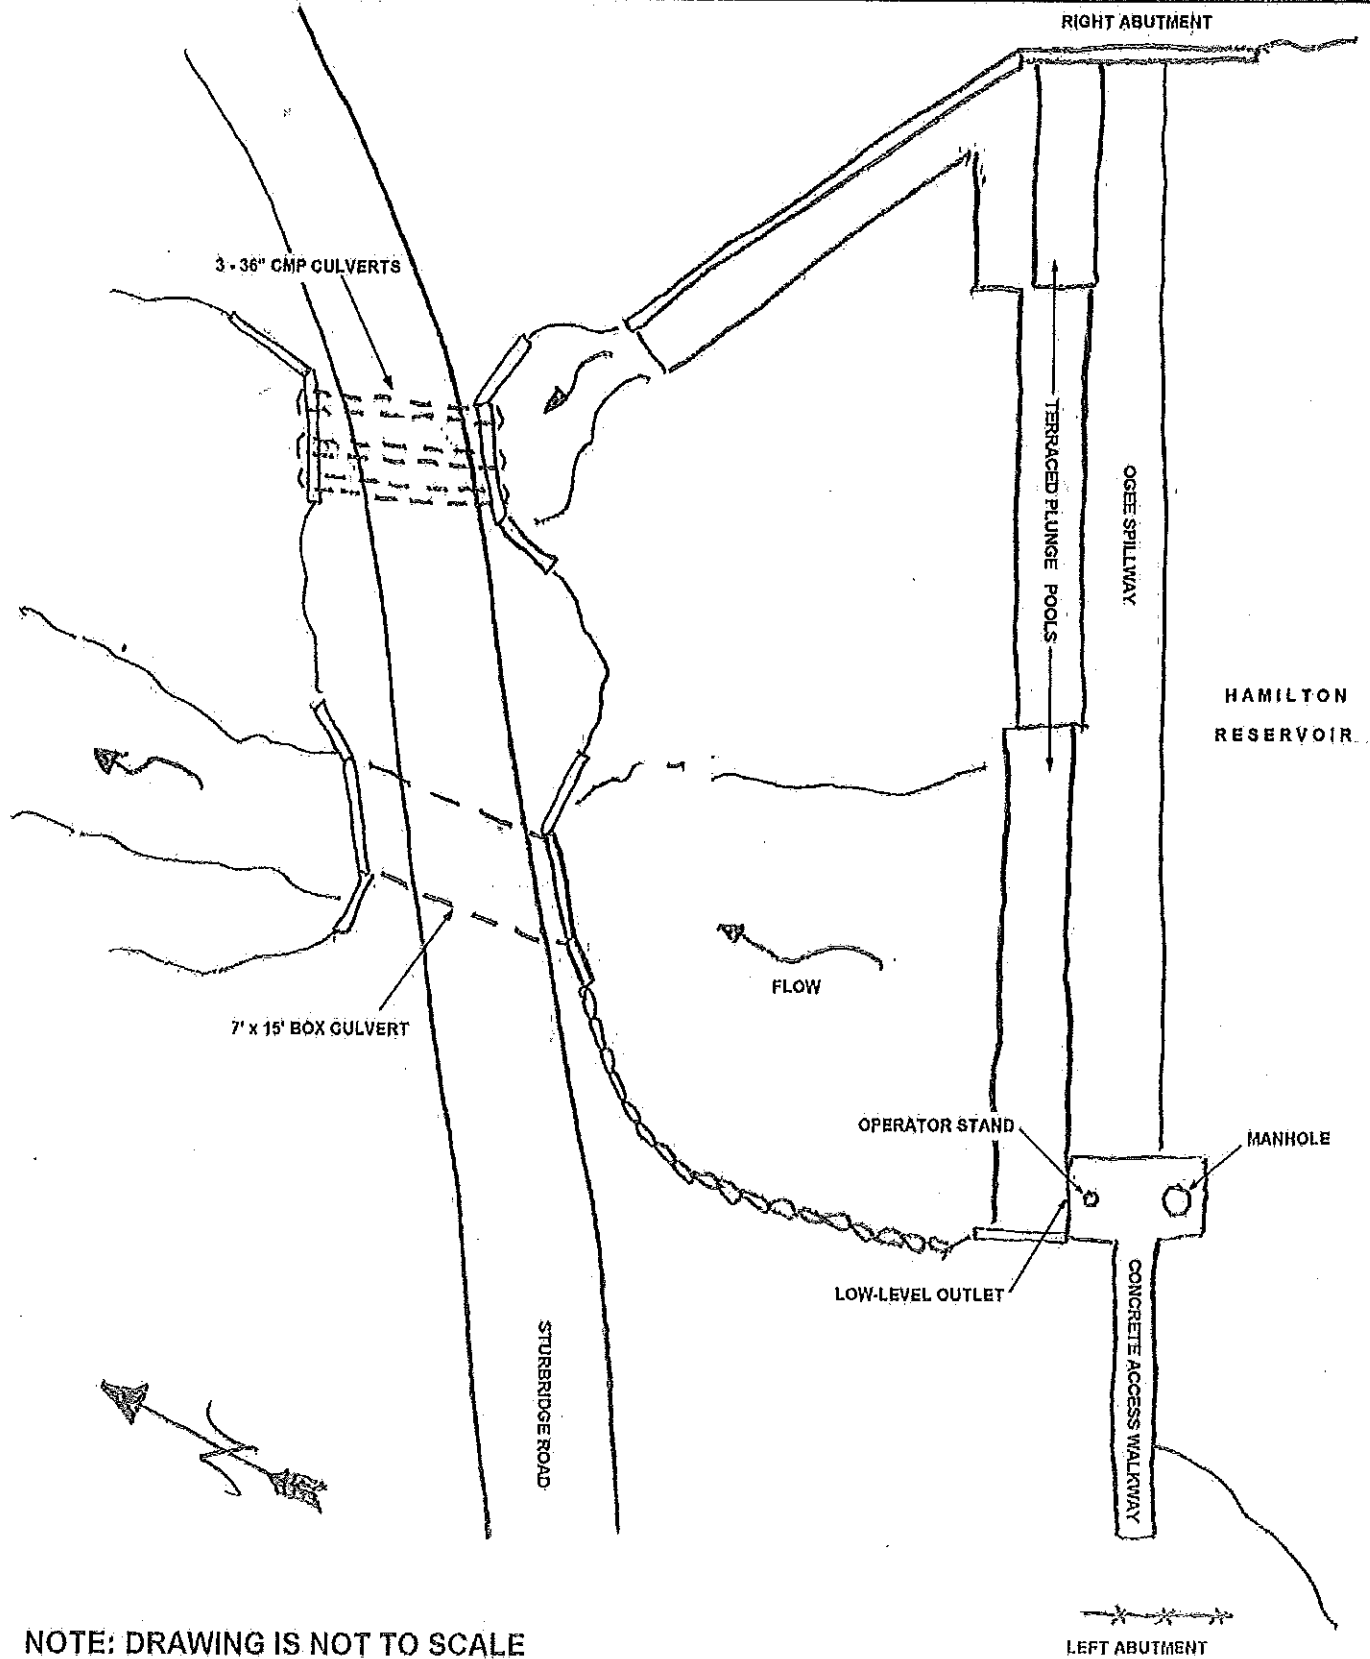 RIGHT ABUTMENT
3 - 36" CMP CULVERTS
TERRACED PLUNGE POOLS
OGEE SPILLWAY
HAMILTON
RESERVOIR
FLOW
7' x 15' BOX CULVERT
OPERATOR STAND
MANHOLE
LOW-LEVEL OUTLET
CONCRETE ACCESS WALKWAY
STURBRIDGE ROAD
N
NOTE: DRAWING IS NOT TO SCALE
LEFT ABUTMENT